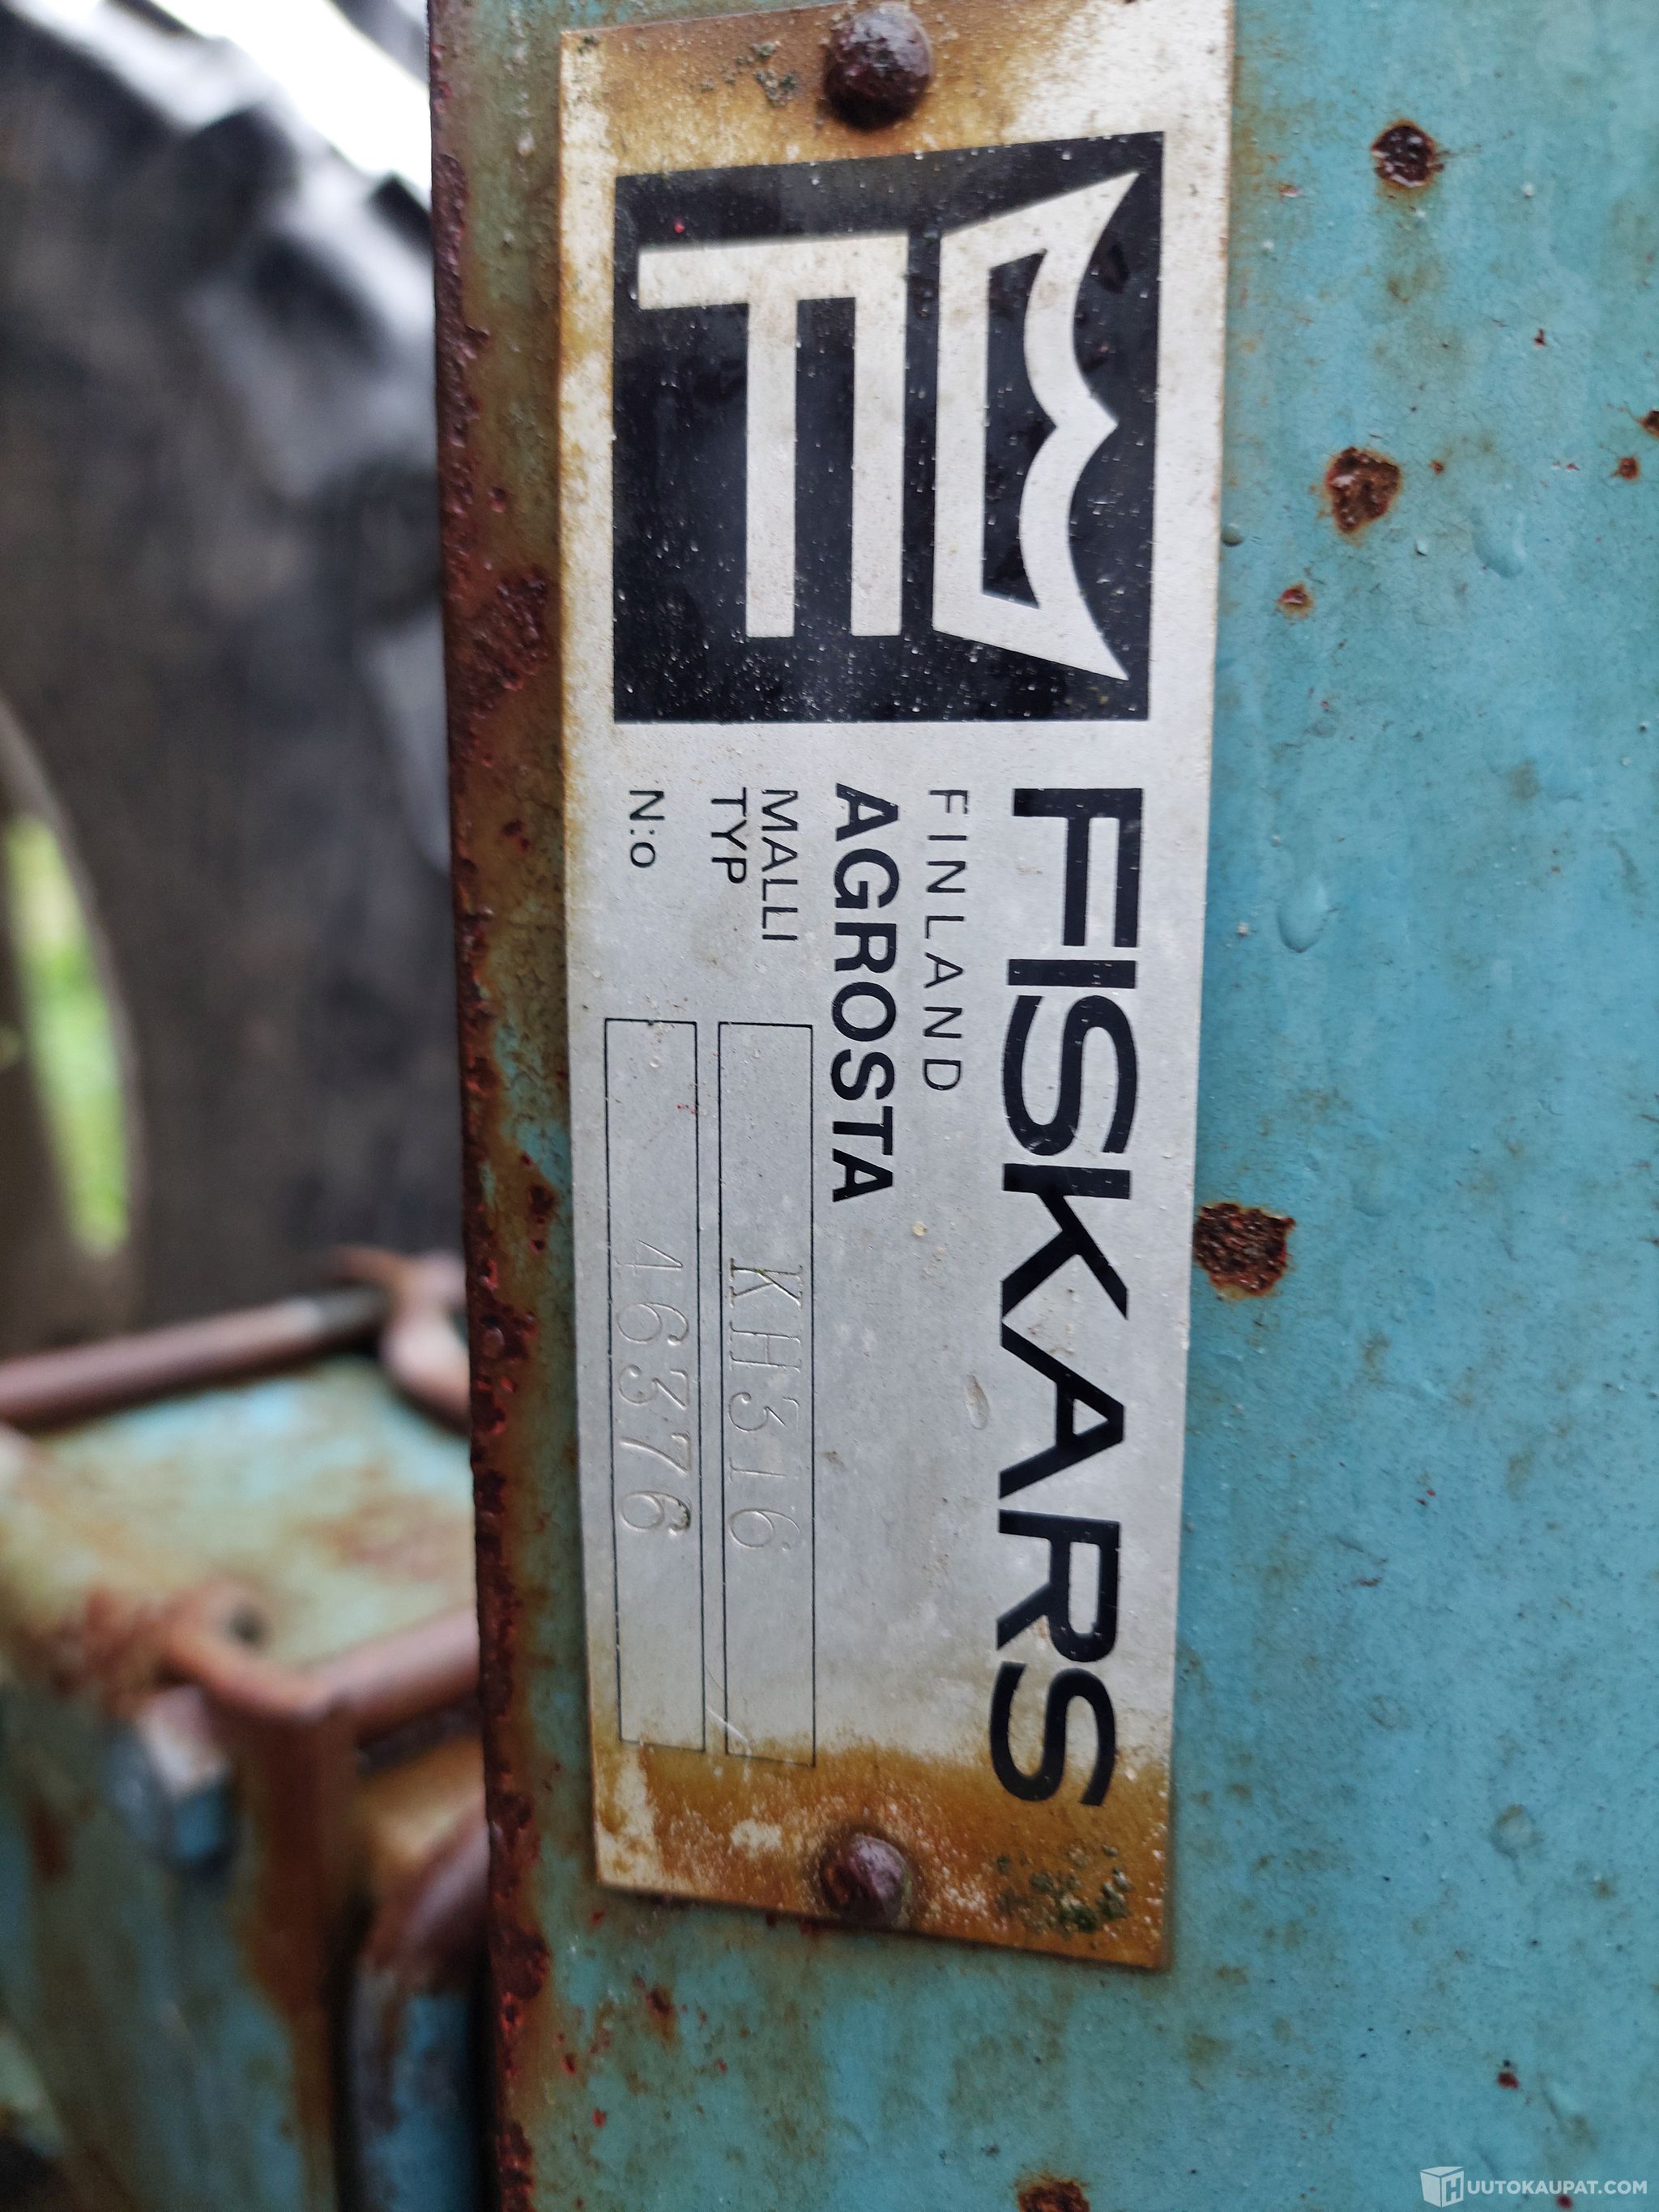 FISKARS
FINLAND
AGROSTA
MALLI
TYP
KH316
N:o
46376
HUUTOKAUPAT.COM